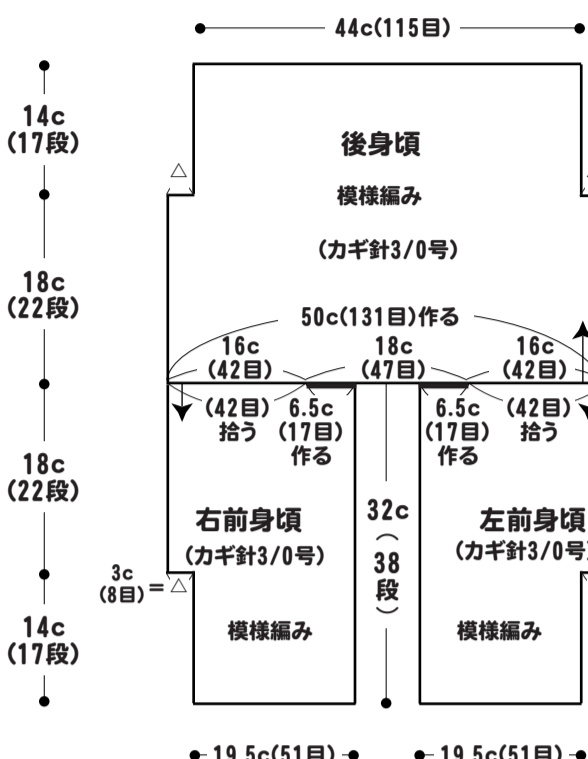 44c(115目)
14c
(17段)
後身頃
△
模様編み
(カギ針3/0号)
18c
(22段)
50c(131目)作る
16c
(42目)
18c
(47目)
16c
(42目)
(42目)
拾う
6.5c
(17目)
作る
6.5c
(17目)
作る
(42目)
拾う
18c
(22段)
32c
(38段)
右前身頃
(カギ針3/0号)
左前身頃
(カギ針3/0号)
3c
(8目)
=△
14c
(17段)
模様編み
模様編み
19.5c(51目)
19.5c(51目)